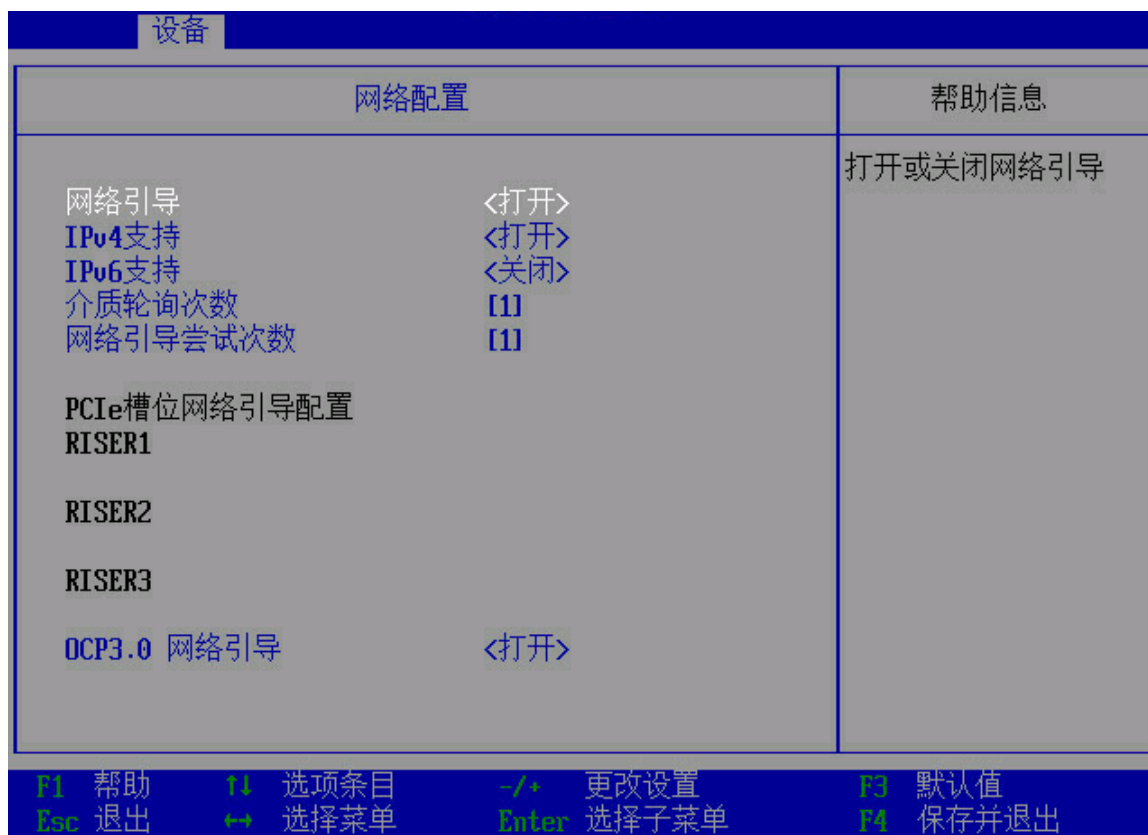 设备
网络配置
帮助信息
打开或关闭网络引导
网络引导 <打开>
IPv4支持 <打开>
IPv6支持 <关闭>
介质轮询次数 [1]
网络引导尝试次数 [1]
PCIe槽位网络引导配置
RISER1
RISER2
RISER3
OCP3.0 网络引导 <打开>
F1 帮助 ↑↓ 选项条目 -/+ 更改设置 F3 默认值
Esc 退出 ←→ 选择菜单 Enter 选择子菜单 F4 保存并退出